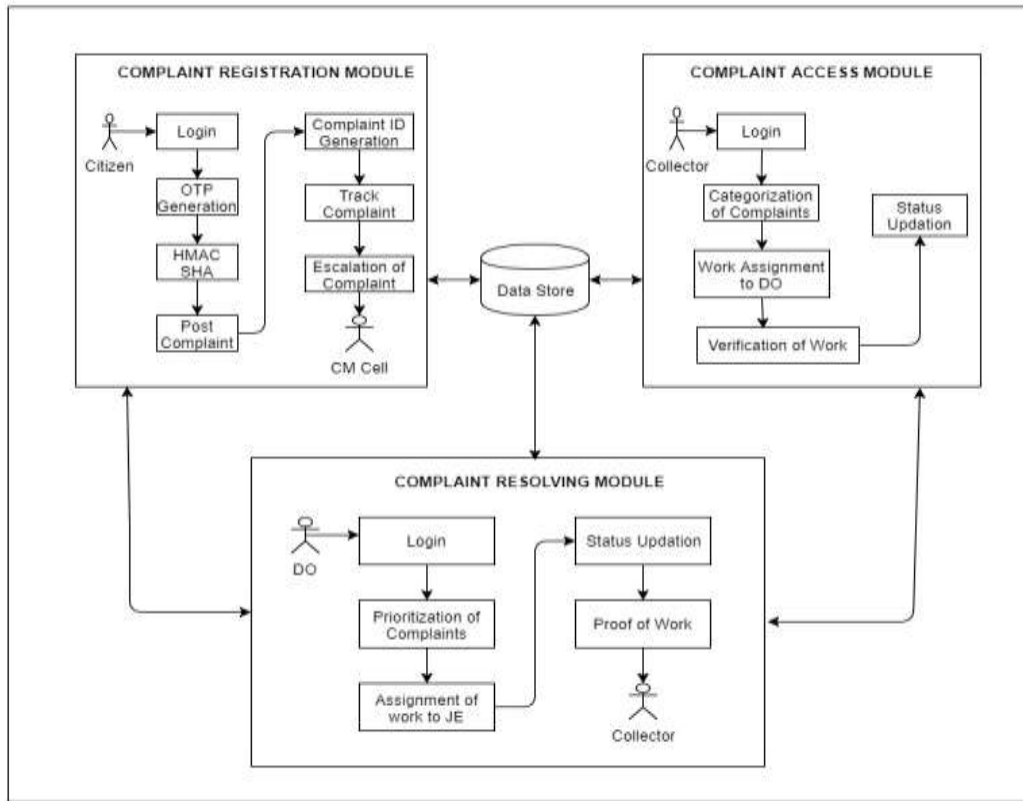 COMPLAINT REGISTRATION MODULE
Citizen
Login
OTP
Generation
HMAC
SHA
Post
Complaint
Complaint ID
Generation
Track
Complaint
Escalation of
Complaint
CM Cell
Data Store
COMPLAINT ACCESS MODULE
Collector
Login
Categorization
of Complaints
Work Assignment
to DO
Verification of Work
Status
Updation
COMPLAINT RESOLVING MODULE
DO
Login
Prioritization of
Complaints
Assignment of
work to JE
Status Updation
Proof of Work
Collector